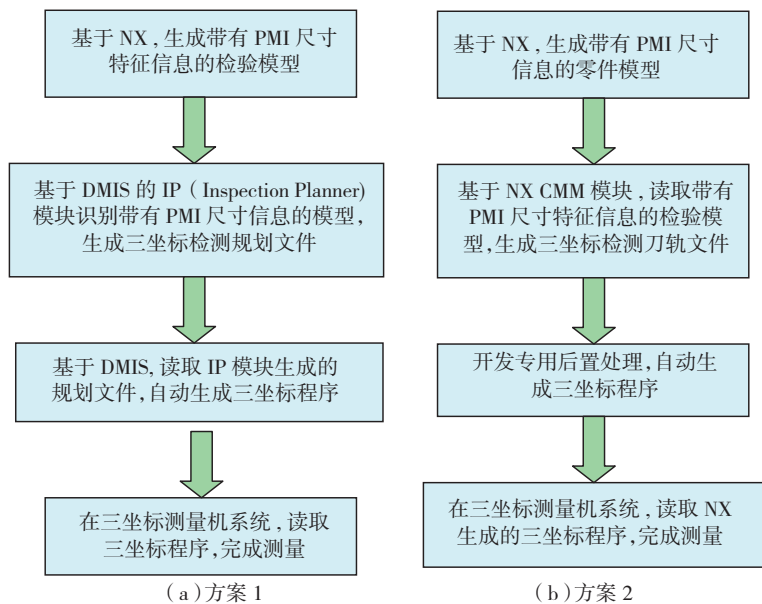 基于 NX，生成带有 PMI 尺寸
特征信息的检验模型
基于 DMIS 的 IP（Inspection Planner)
模块识别带有 PMI 尺寸信息的模型，
生成三坐标检测规划文件
基于 DMIS, 读取 IP 模块生成的
规划文件，自动生成三坐标程序
在三坐标测量机系统，读取
三坐标程序，完成测量
（a）方案 1
基于 NX，生成带有 PMI 尺寸
信息的零件模型
基于 NX CMM 模块，读取带有
PMI 尺寸特征信息的检验模
型，生成三坐标检测刀轨文件
开发专用后置处理，自动生
成三坐标程序
在三坐标测量机系统，读取 NX
生成的三坐标程序，完成测量
（b）方案 2